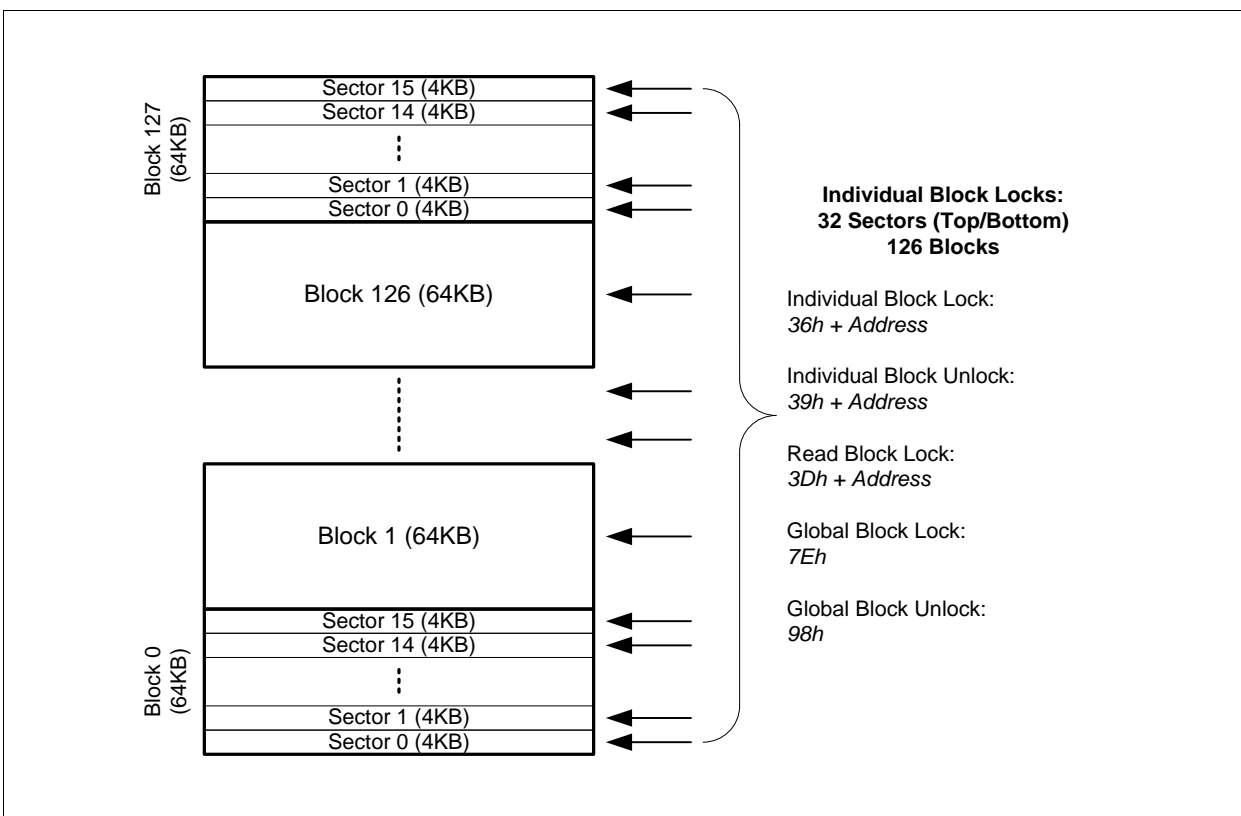 Block 127
(64KB)
Sector 15 (4KB)
Sector 14 (4KB)
Sector 1 (4KB)
Sector 0 (4KB)
Block 126 (64KB)
Block 1 (64KB)
Block 0
(64KB)
Sector 15 (4KB)
Sector 14 (4KB)
Sector 1 (4KB)
Sector 0 (4KB)
Individual Block Locks:
32 Sectors (Top/Bottom)
126 Blocks
Individual Block Lock:
36h + Address
Individual Block Unlock:
39h + Address
Read Block Lock:
3Dh + Address
Global Block Lock:
7Eh
Global Block Unlock:
98h